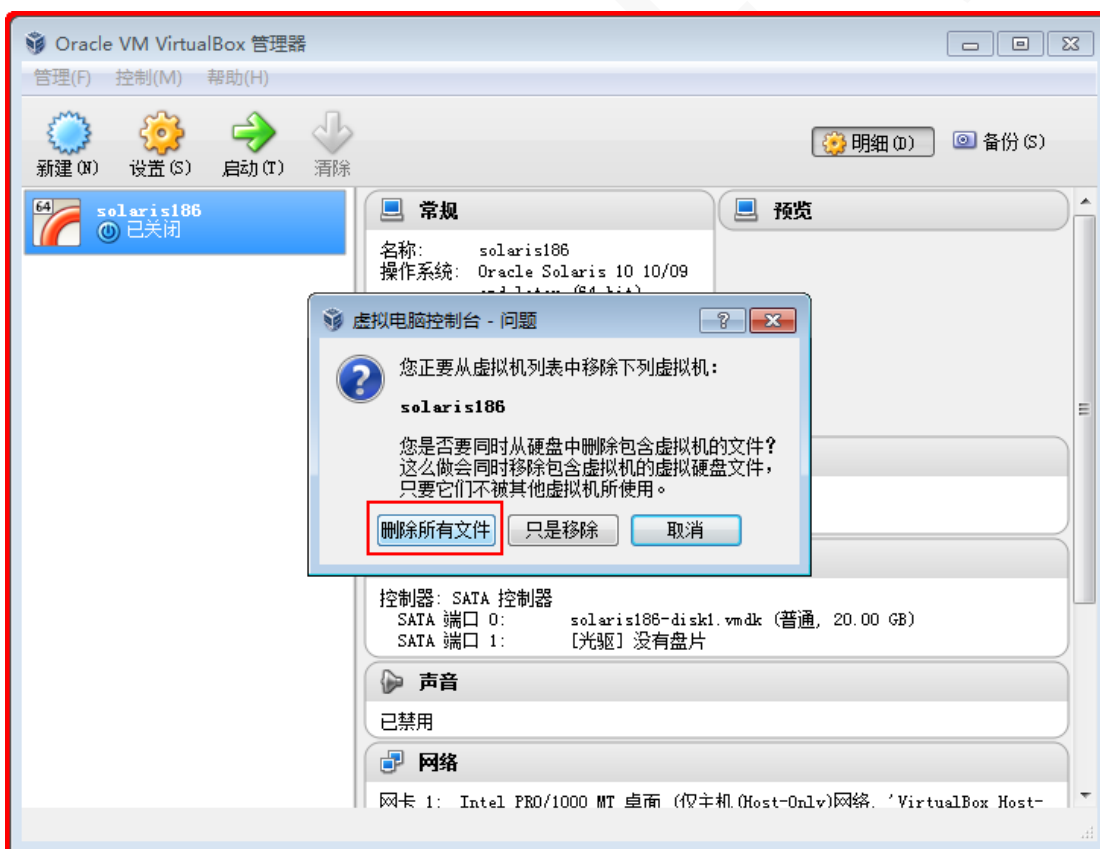 Oracle VM VirtualBox 管理器
管理(F) 控制(M) 帮助(H)
新建(N) 设置(S) 启动(T) 清除 明细(D) 备份(S)
64
solaris186
已关闭
常规
预览
名称: solaris186
操作系统: Oracle Solaris 10 10/09
and later (64 bit)
虚拟电脑控制台 - 问题
您正要从虚拟机列表中移除下列虚拟机:
solaris186
您是否要同时从硬盘中删除包含虚拟机的文件?
这么做会同时移除包含虚拟机的虚拟硬盘文件,
只要它们不被其他虚拟机所使用。
删除所有文件 只是移除 取消
控制器: SATA 控制器
SATA 端口 0: solaris186-disk1.vmdk (普通, 20.00 GB)
SATA 端口 1: [光驱] 没有盘片
声音
已禁用
网络
网卡 1: Intel PRO/1000 MT 桌面 (仅主机(Host-Only)网络, 'VirtualBox Host-